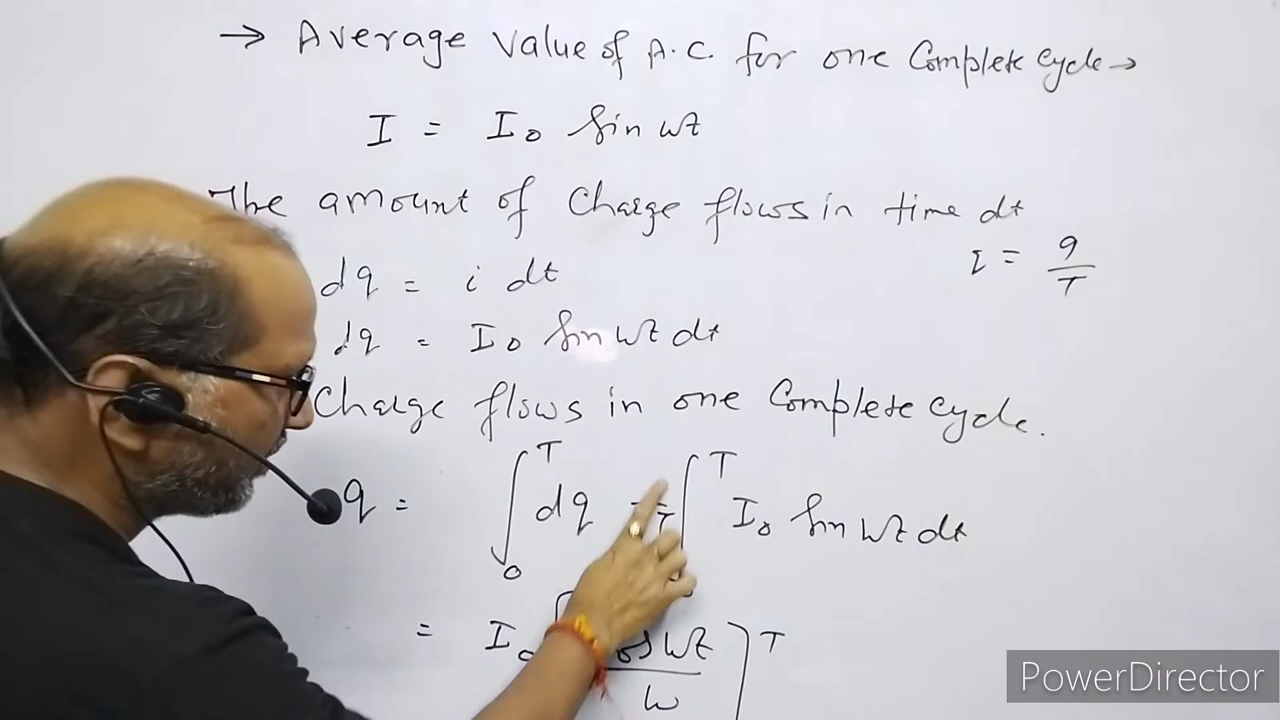 → Average Value of A.C. for one Complete Cycle →
I = I₀ Sin ωt
The amount of Charge flows in time dt
I = q/T
dq = i dt
dq = I₀ Sin ωt dt
Charge flows in one Complete Cycle.
q = ∫₀ᵀ dq = ∫ᵀ I₀ Sin ωt dt
= I₀ [ cos ωt / ω ]ᵀ
PowerDirector